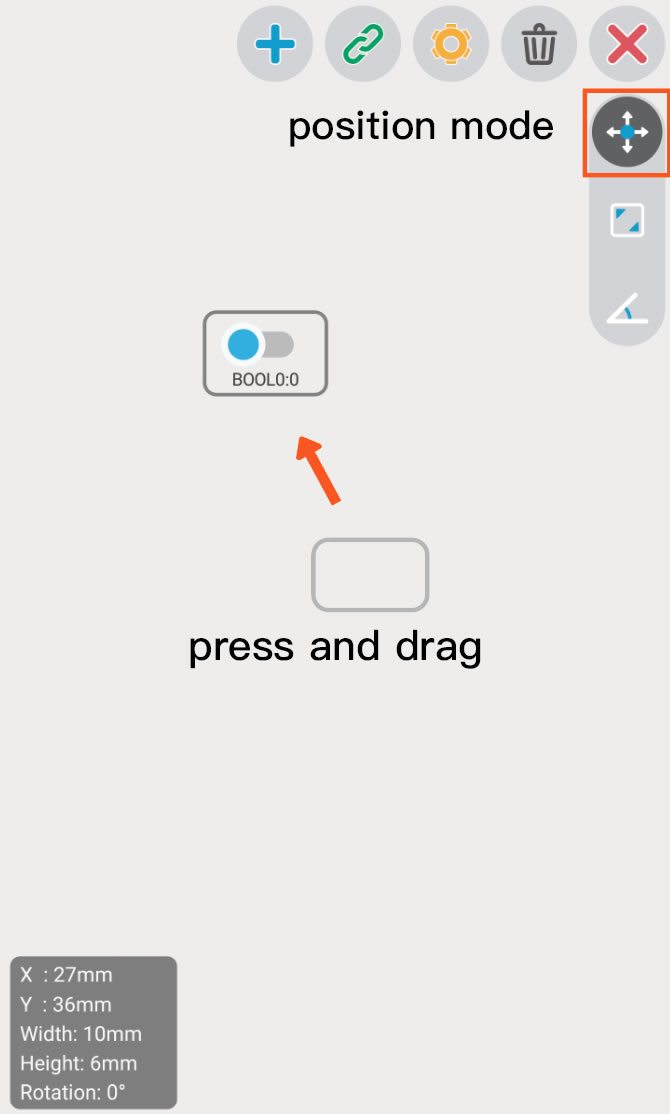 position mode
BOOL0:0
press and drag
X : 27mm
Y : 36mm
Width: 10mm
Height: 6mm
Rotation: 0°